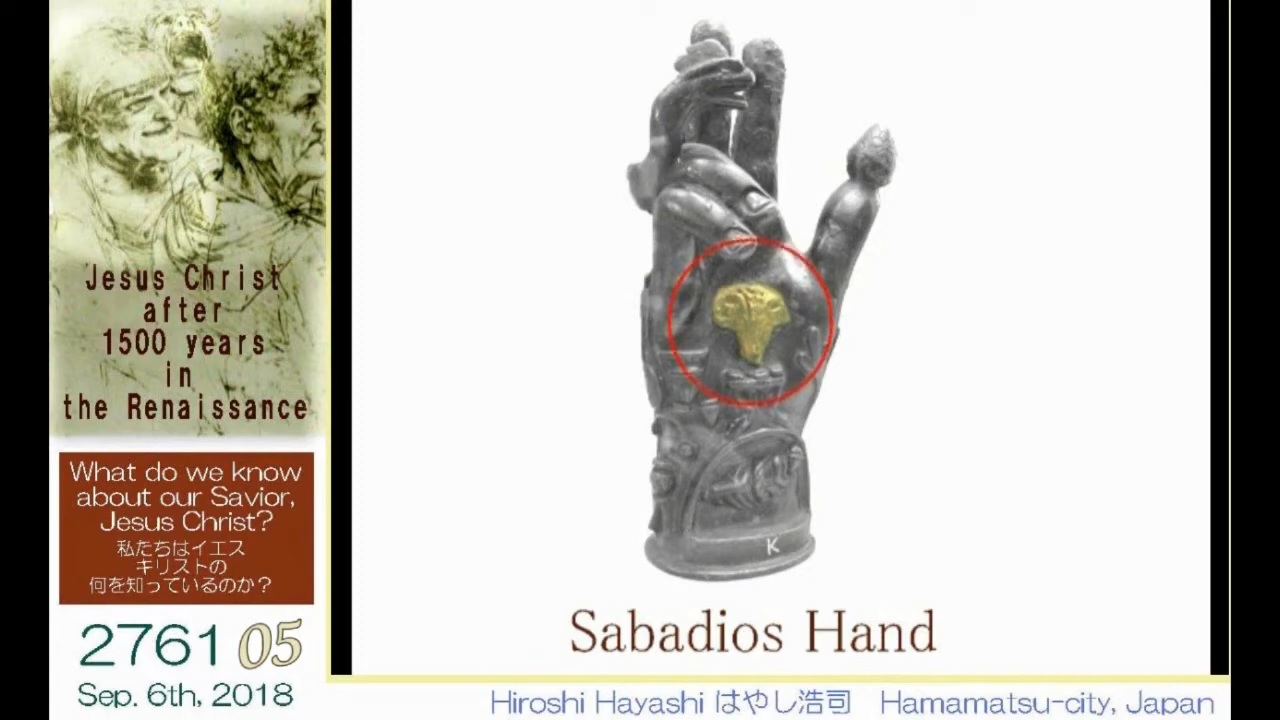 Jesus Christ
after
1500 years
in
the Renaissance
What do we know
about our Savior,
Jesus Christ?
私たちはイエス
キリストの
何を知っているのか？
2761 05
Sep. 6th, 2018
K
Sabadios Hand
Hiroshi Hayashi はやし浩司 Hamamatsu-city, Japan